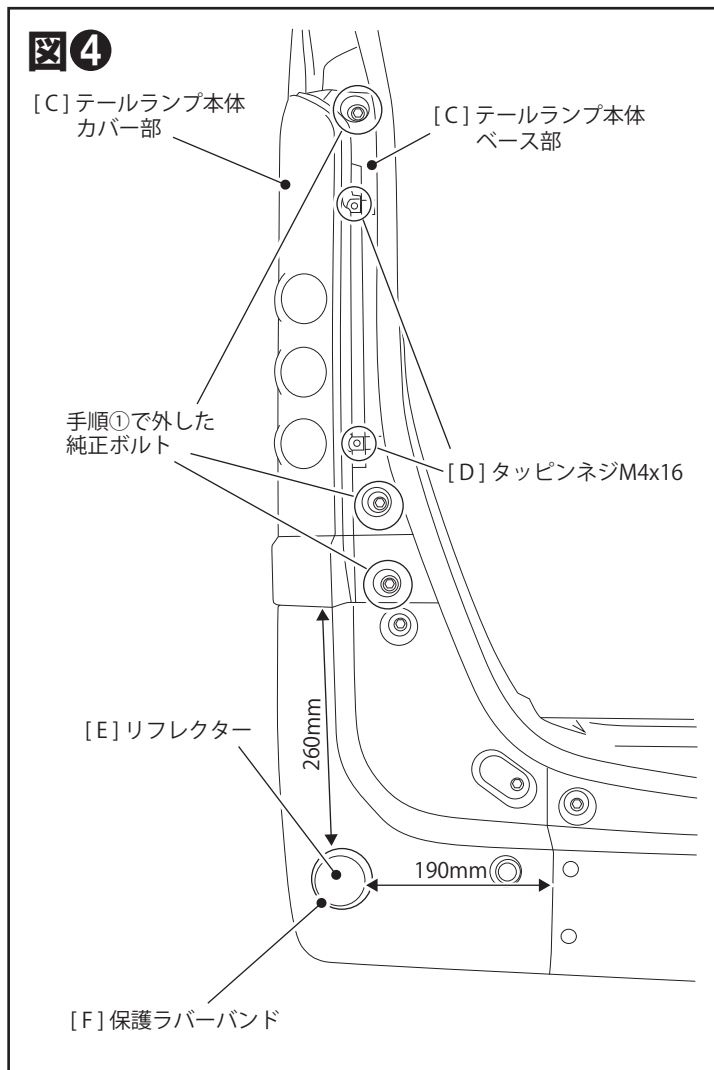 図❹
[C]テールランプ本体
カバー部
[C]テールランプ本体
ベース部
手順①で外した
純正ボルト
[D]タッピンネジM4x16
260mm
[E]リフレクター
190mm
[F]保護ラバーバンド